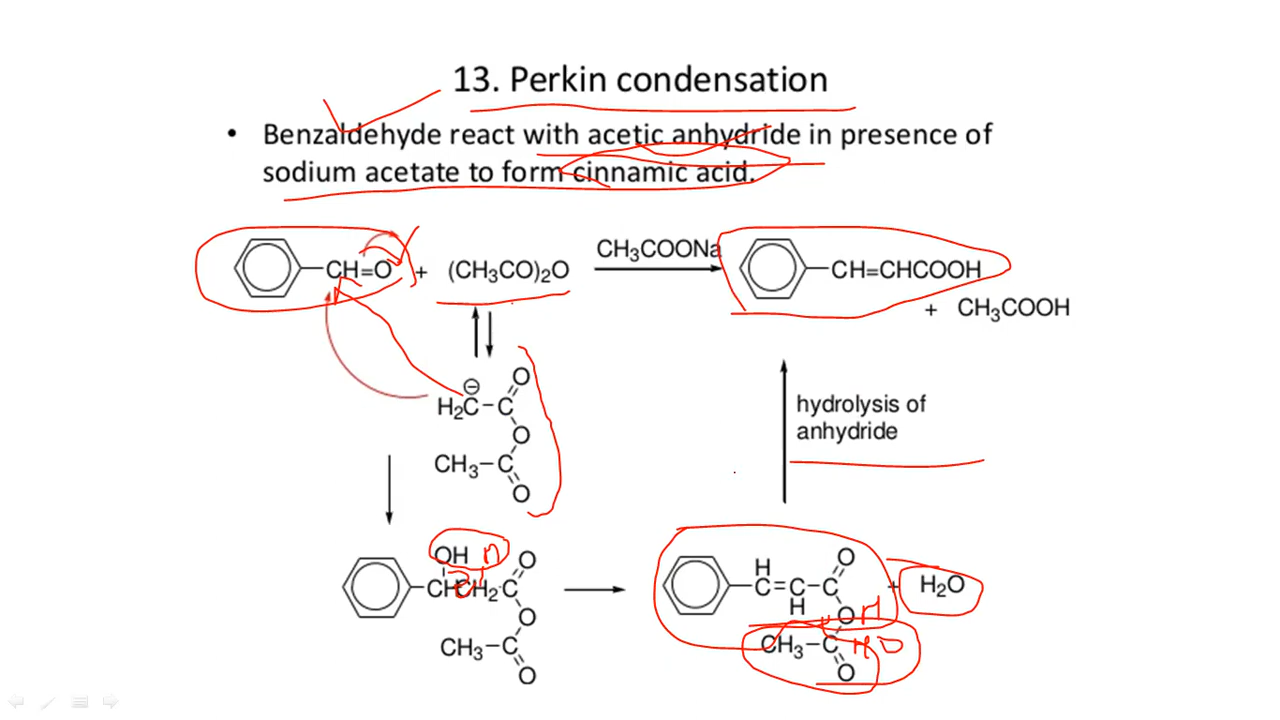 13. Perkin condensation
• Benzaldehyde react with acetic anhydride in presence of
sodium acetate to form cinnamic acid.
CH=O + (CH₃CO)₂O CH₃COONa CH=CHCOOH
+ CH₃COOH
⊖ O
H₂C–C
O
CH₃–C
O
hydrolysis of
anhydride
OH O
CHCH₂C
O
CH₃–C
O
H O
C=C–C + H₂O
H
O H
CH₃–C HO
O